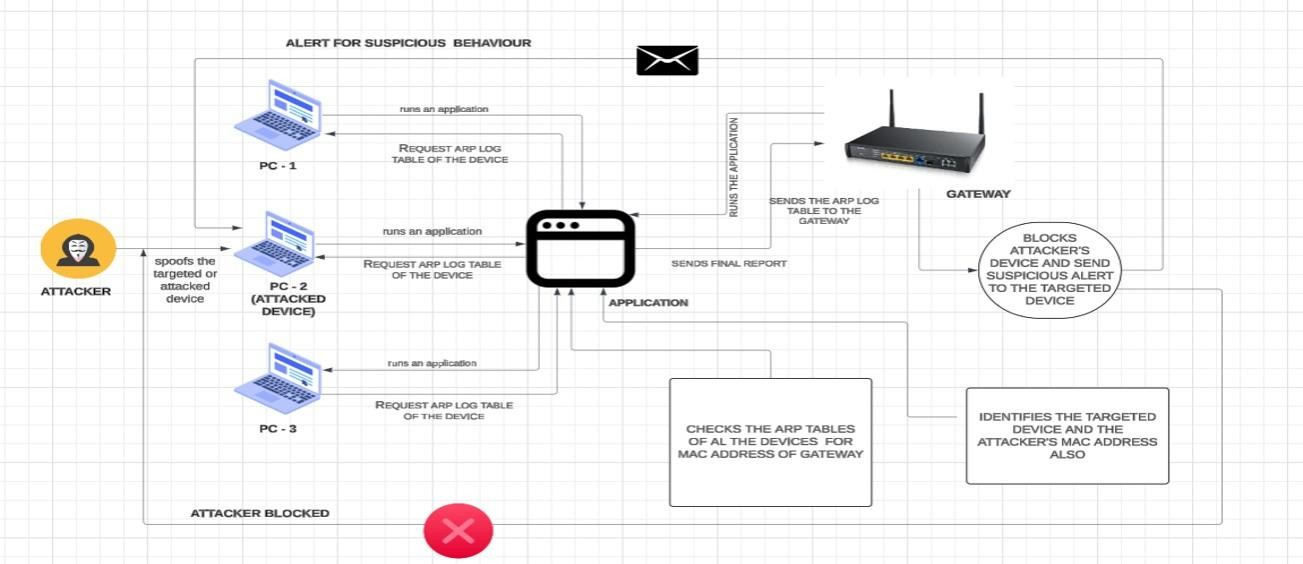 ALERT FOR SUSPICIOUS BEHAVIOUR
runs an application
REQUEST ARP LOG
TABLE OF THE DEVICE
PC - 1
RUNS THE APPLICATION
GATEWAY
SENDS THE ARP LOG
TABLE TO THE
GATEWAY
ATTACKER
spoofs the
targeted or
attacked
device
runs an application
REQUEST ARP LOG TABLE
OF THE DEVICE
PC - 2
(ATTACKED
DEVICE)
SENDS FINAL REPORT
APPLICATION
BLOCKS
ATTACKER'S
DEVICE AND SEND
SUSPICIOUS ALERT
TO THE TARGETED
DEVICE
runs an application
REQUEST ARP LOG TABLE
OF THE DEVICE
PC - 3
CHECKS THE ARP TABLES
OF AL THE DEVICES FOR
MAC ADDRESS OF GATEWAY
IDENTIFIES THE TARGETED
DEVICE AND THE
ATTACKER'S MAC ADDRESS
ALSO
ATTACKER BLOCKED